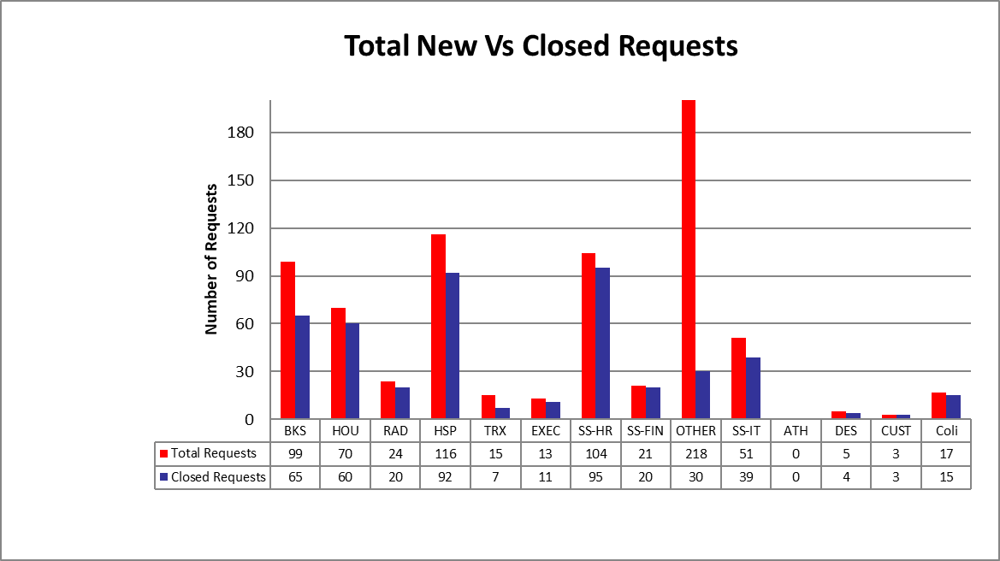 Total New Vs Closed Requests
180
150
120
90
60
30
0
Number of Requests
BKS HOU RAD HSP TRX EXEC SS-HR SS-FIN OTHER SS-IT ATH DES CUST Coli
Total Requests 99 70 24 116 15 13 104 21 218 51 0 5 3 17
Closed Requests 65 60 20 92 7 11 95 20 30 39 0 4 3 15